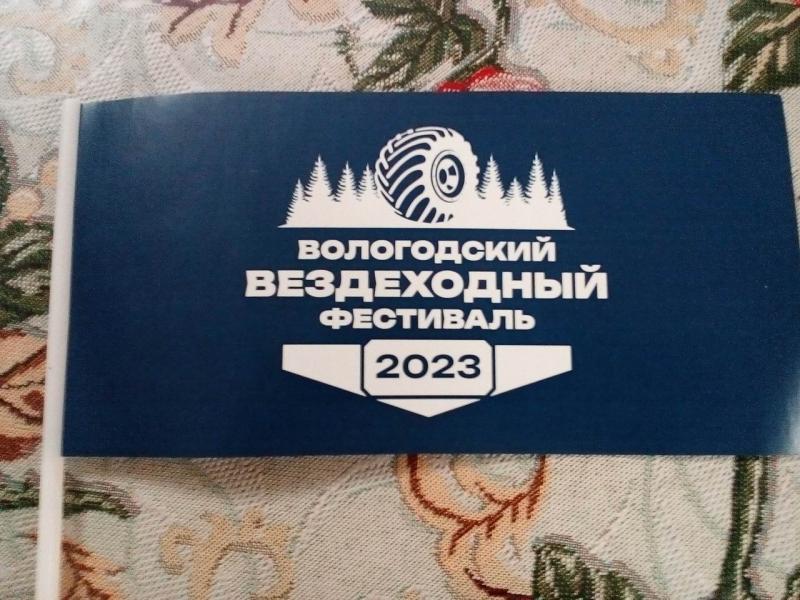 ВОЛОГОДСКИЙ
ВЕЗДЕХОДНЫЙ
ФЕСТИВАЛЬ
2023